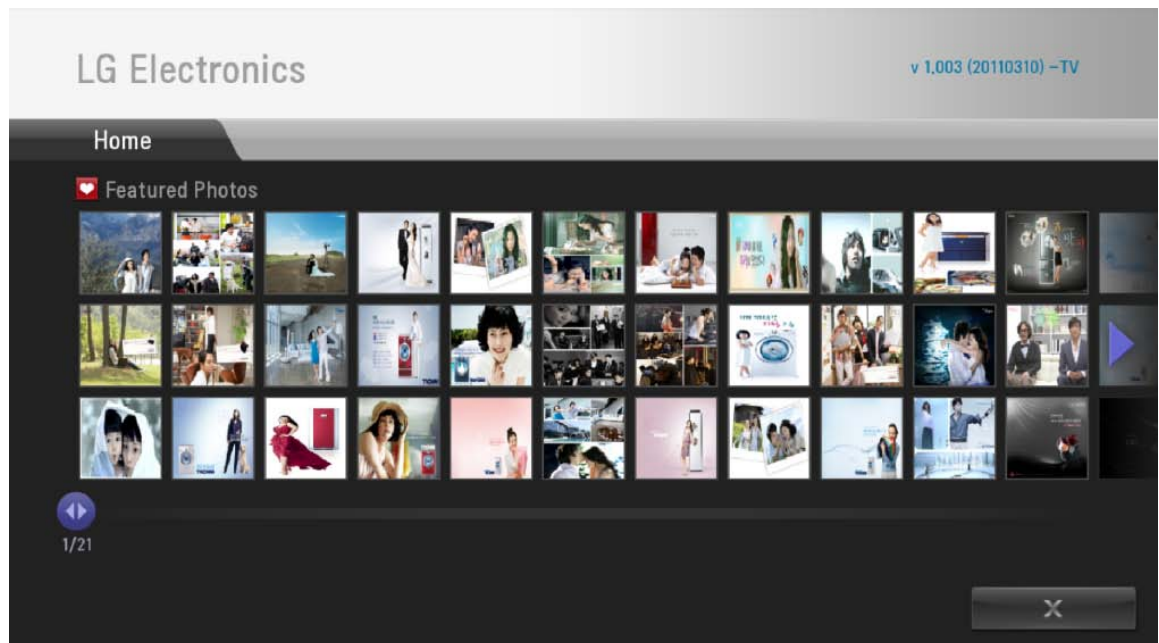 LG Electronics
v 1.003 (20110310) -TV
Home
Featured Photos
1/21
X